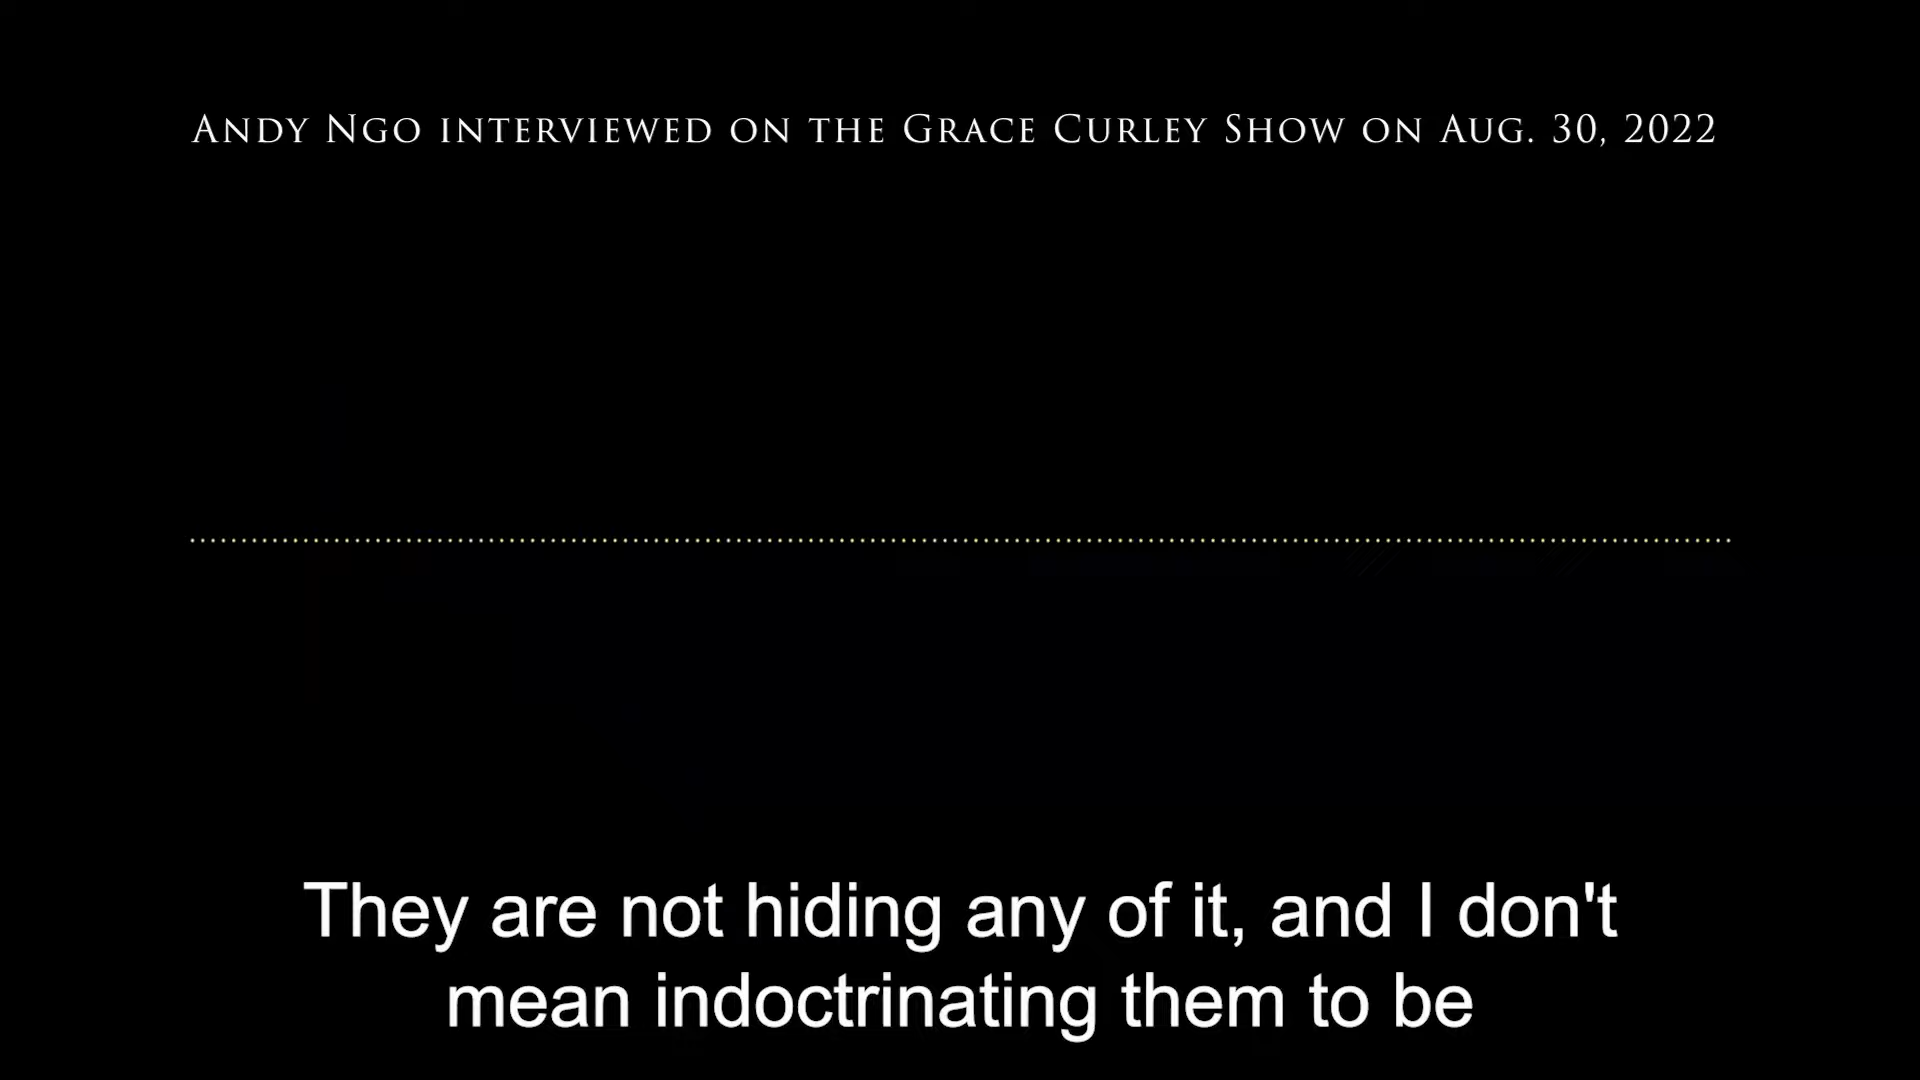 Andy Ngo interviewed on the Grace Curley Show on Aug. 30, 2022
They are not hiding any of it, and I don't
mean indoctrinating them to be